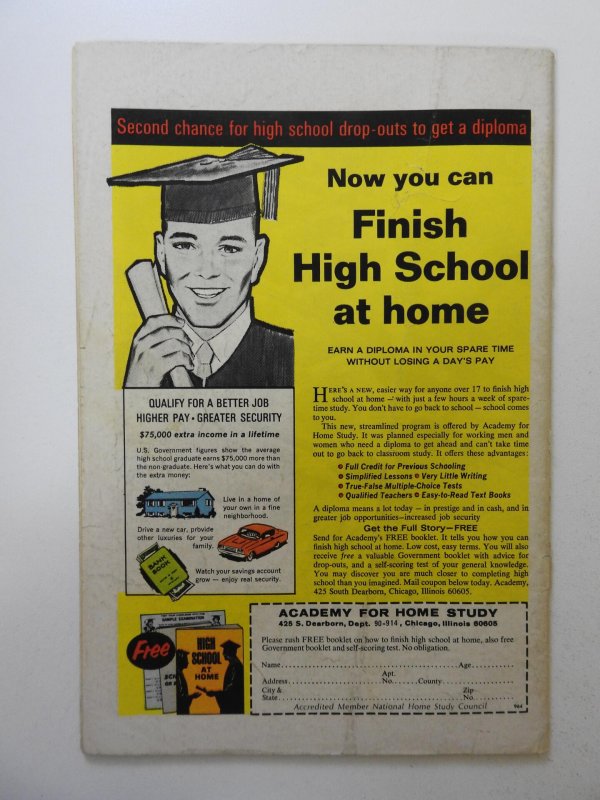 Second chance for high school drop-outs to get a diploma
Now you can
Finish
High School
at home
EARN A DIPLOMA IN YOUR SPARE TIME
WITHOUT LOSING A DAY'S PAY
QUALIFY FOR A BETTER JOB
HIGHER PAY • GREATER SECURITY
$75,000 extra income in a lifetime
U.S. Government figures show the average
high school graduate earns $75,000 more than
the non-graduate. Here's what you can do with
the extra money:
Live in a home of
your own in a fine
neighborhood.
Drive a new car, provide
other luxuries for your
family.
BANK
BOOK
Watch your savings account
grow — enjoy real security.
HERE'S A NEW, easier way for anyone over 17 to finish high
school at home — with just a few hours a week of spare-
time study. You don't have to go back to school — school comes
to you.
This new, streamlined program is offered by Academy for
Home Study. It was planned especially for working men and
women who need a diploma to get ahead and can't take time
out to go back to classroom study. It offers these advantages:
• Full Credit for Previous Schooling
• Simplified Lessons • Very Little Writing
• True-False Multiple-Choice Tests
• Qualified Teachers • Easy-to-Read Text Books
A diploma means a lot today — in prestige and in cash, and in
greater job opportunities—increased job security
Get the Full Story—FREE
Send for Academy's FREE booklet. It tells you how you can
finish high school at home. Low cost, easy terms. You will also
receive free a valuable Government booklet with advice for
drop-outs, and a self-scoring test of your general knowledge.
You may discover you are much closer to completing high
school than you imagined. Mail coupon below today. Academy,
425 South Dearborn, Chicago, Illinois 60605.
SAMPLE EXAMINATION
Free
HIGH
SCHOOL
AT
HOME
ACADEMY FOR HOME STUDY
425 S. Dearborn, Dept. 90-914, Chicago, Illinois 60605
Please rush FREE booklet on how to finish high school at home, also free
Government booklet and self-scoring test. No obligation.
Name Age
Apt.
Address No. County
City & Zip
State No.
Accredited Member National Home Study Council 964